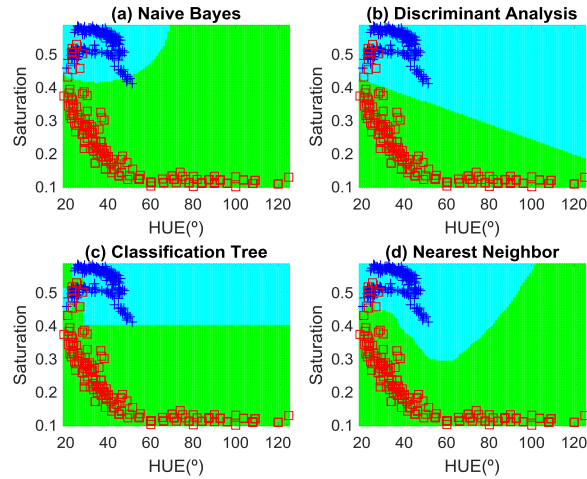 (a) Naive Bayes
(b) Discriminant Analysis
Saturation
0.5
0.4
0.3
0.2
0.1
20 40 60 80 100 120
HUE(º)
Saturation
0.5
0.4
0.3
0.2
0.1
20 40 60 80 100 120
HUE(º)
(c) Classification Tree
(d) Nearest Neighbor
Saturation
0.5
0.4
0.3
0.2
0.1
20 40 60 80 100 120
HUE(º)
Saturation
0.5
0.4
0.3
0.2
0.1
20 40 60 80 100 120
HUE(º)